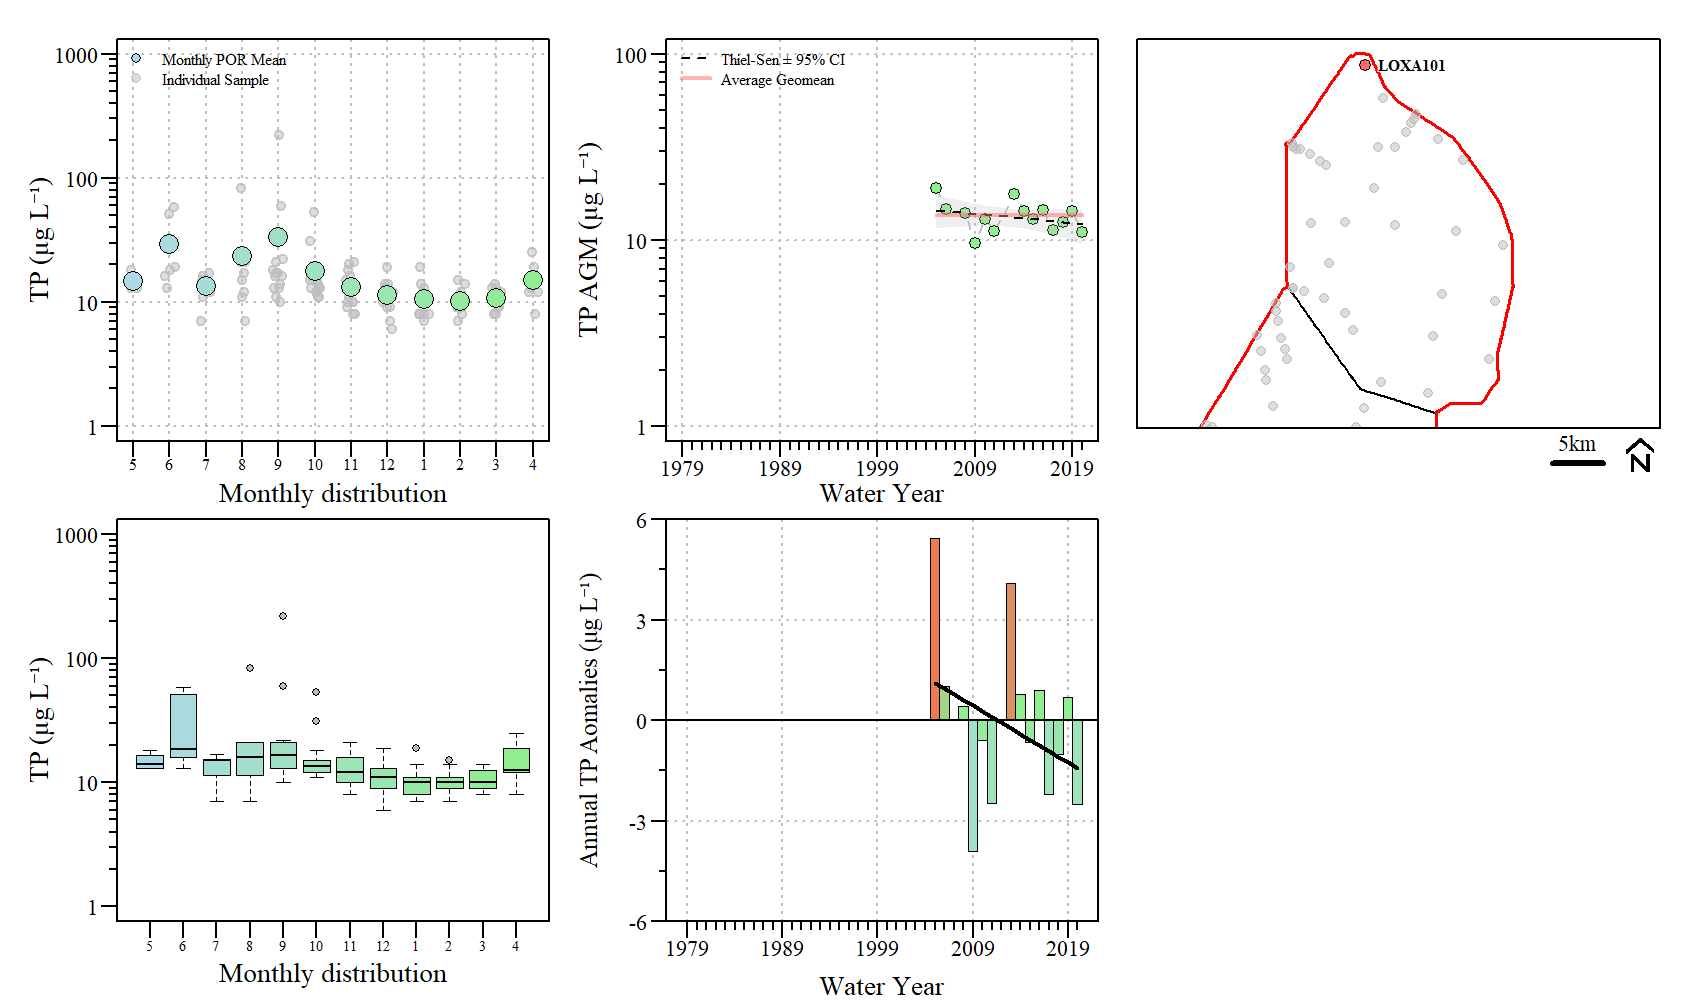 TP (µg L⁻¹)
1000
100
10
1
Monthly POR Mean
Individual Sample
5 6 7 8 9 10 11 12 1 2 3 4
Monthly distribution
TP AGM (µg L⁻¹)
100
10
1
Thiel-Sen ± 95% CI
Average Geomean
1979 1989 1999 2009 2019
Water Year
LOXA101
5km
N
TP (µg L⁻¹)
1000
100
10
1
5 6 7 8 9 10 11 12 1 2 3 4
Monthly distribution
Annual TP Aomalies (µg L⁻¹)
6
3
0
-3
-6
1979 1989 1999 2009 2019
Water Year